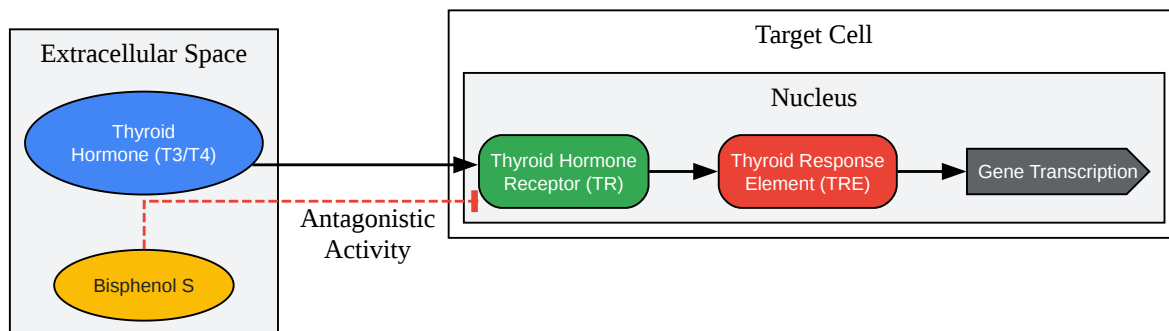 Extracellular Space
Thyroid
Hormone (T3/T4)
Bisphenol S
Antagonistic
Activity
Target Cell
Nucleus
Thyroid Hormone
Receptor (TR)
Thyroid Response
Element (TRE)
Gene Transcription